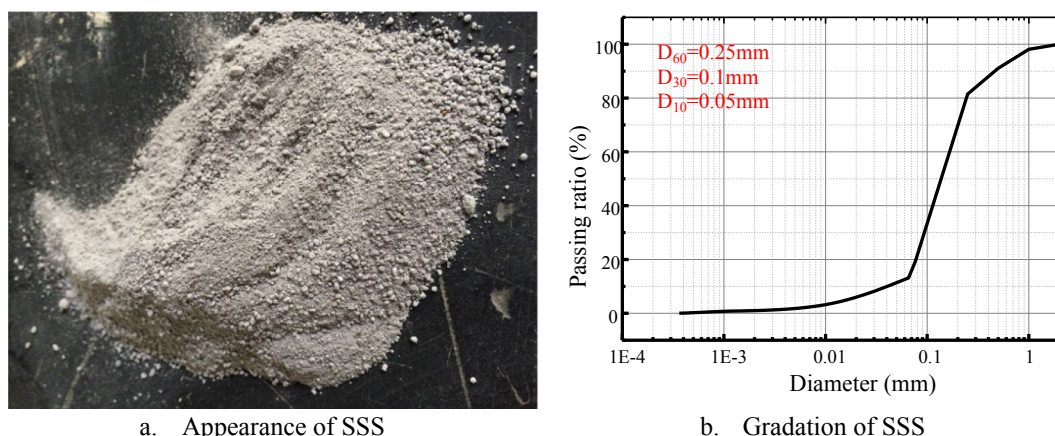 D₆₀=0.25mm
D₃₀=0.1mm
D₁₀=0.05mm
100
80
60
40
20
0
Passing ratio (%)
1E-4 1E-3 0.01 0.1 1
Diameter (mm)
a. Appearance of SSS b. Gradation of SSS